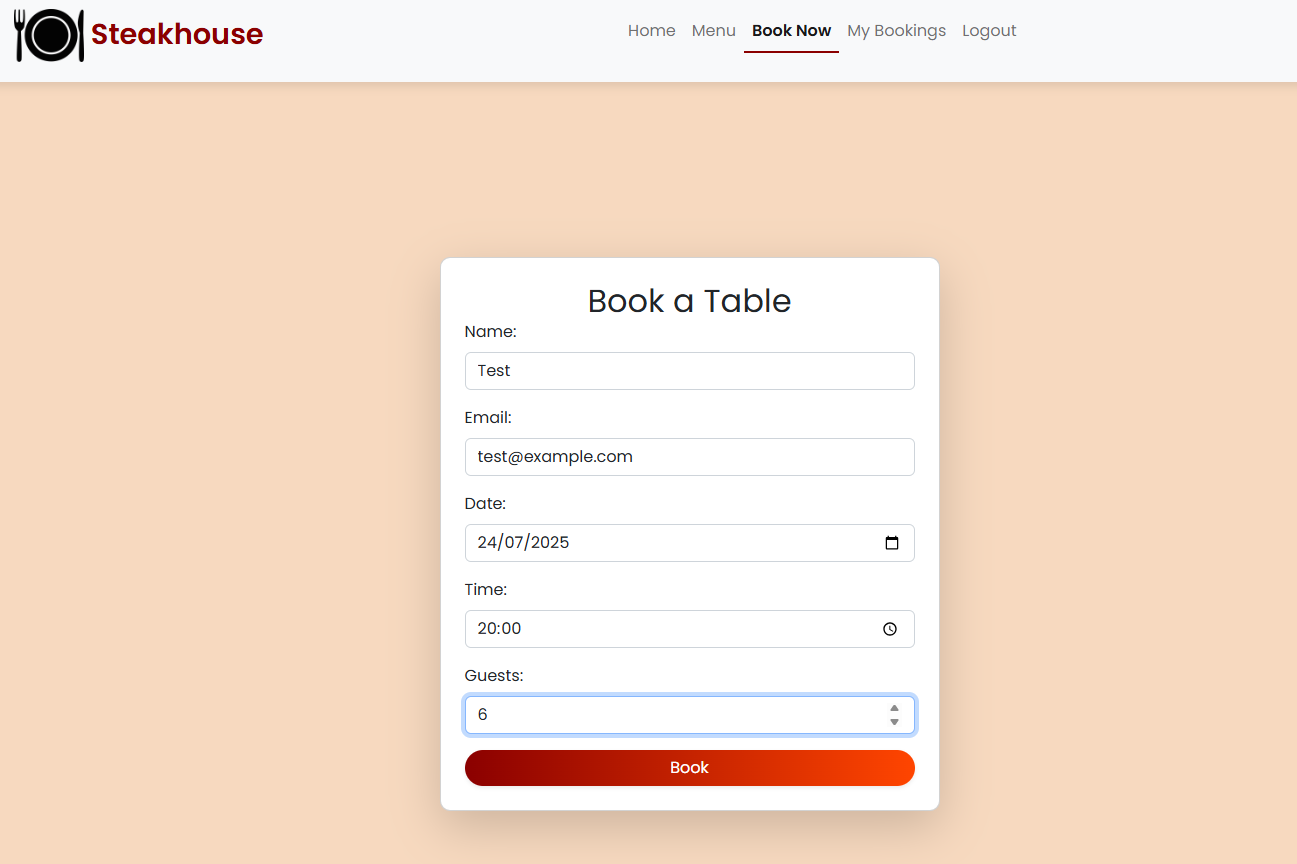 Steakhouse
Home Menu Book Now My Bookings Logout
Book a Table
Name:
Test
Email:
test@example.com
Date:
24/07/2025
Time:
20:00
Guests:
6
Book